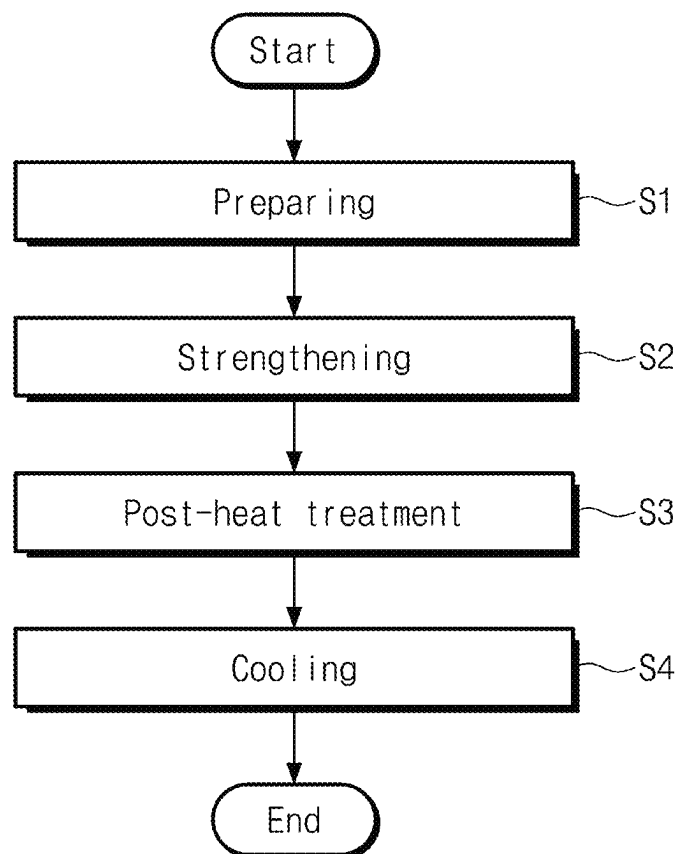 Start
Preparing S1
Strengthening S2
Post-heat treatment S3
Cooling S4
End